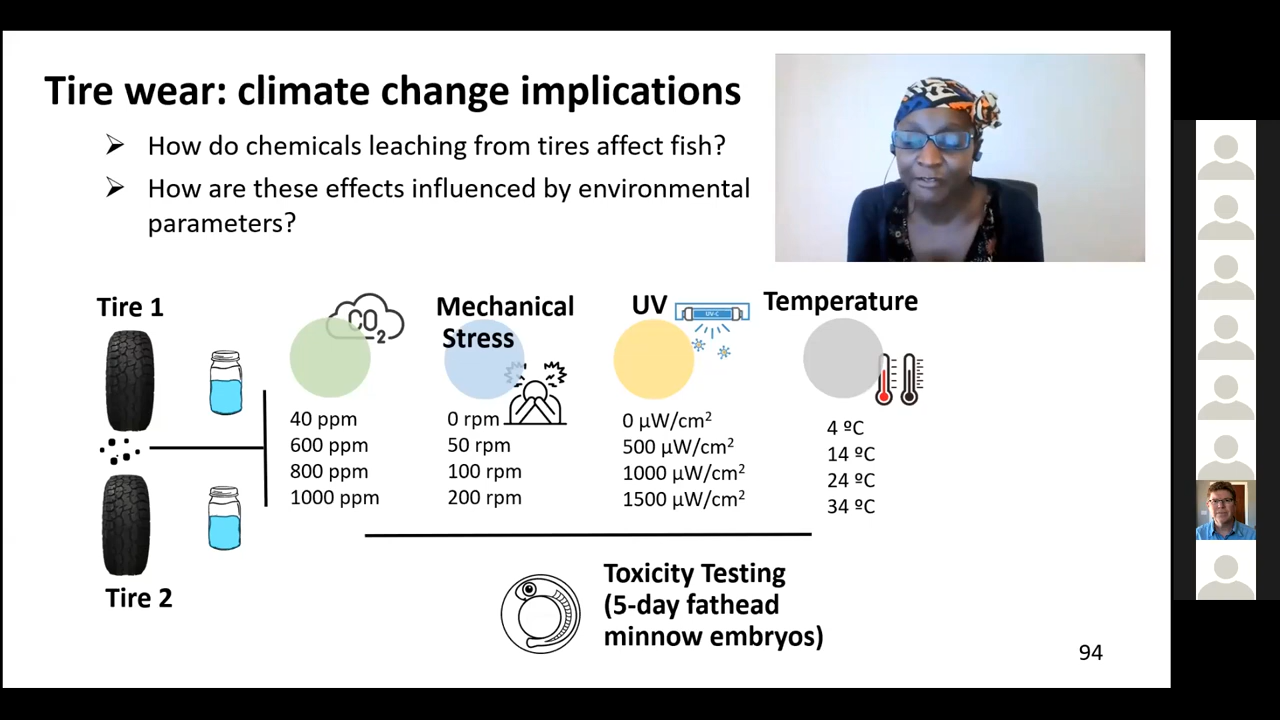 Tire wear: climate change implications
How do chemicals leaching from tires affect fish?
How are these effects influenced by environmental
parameters?
Tire 1
CO2
Mechanical
Stress
UV
UV-C
Temperature
40 ppm
600 ppm
800 ppm
1000 ppm
0 rpm
50 rpm
100 rpm
200 rpm
0 µW/cm²
500 µW/cm²
1000 µW/cm²
1500 µW/cm²
4 ºC
14 ºC
24 ºC
34 ºC
Tire 2
Toxicity Testing
(5-day fathead
minnow embryos)
94